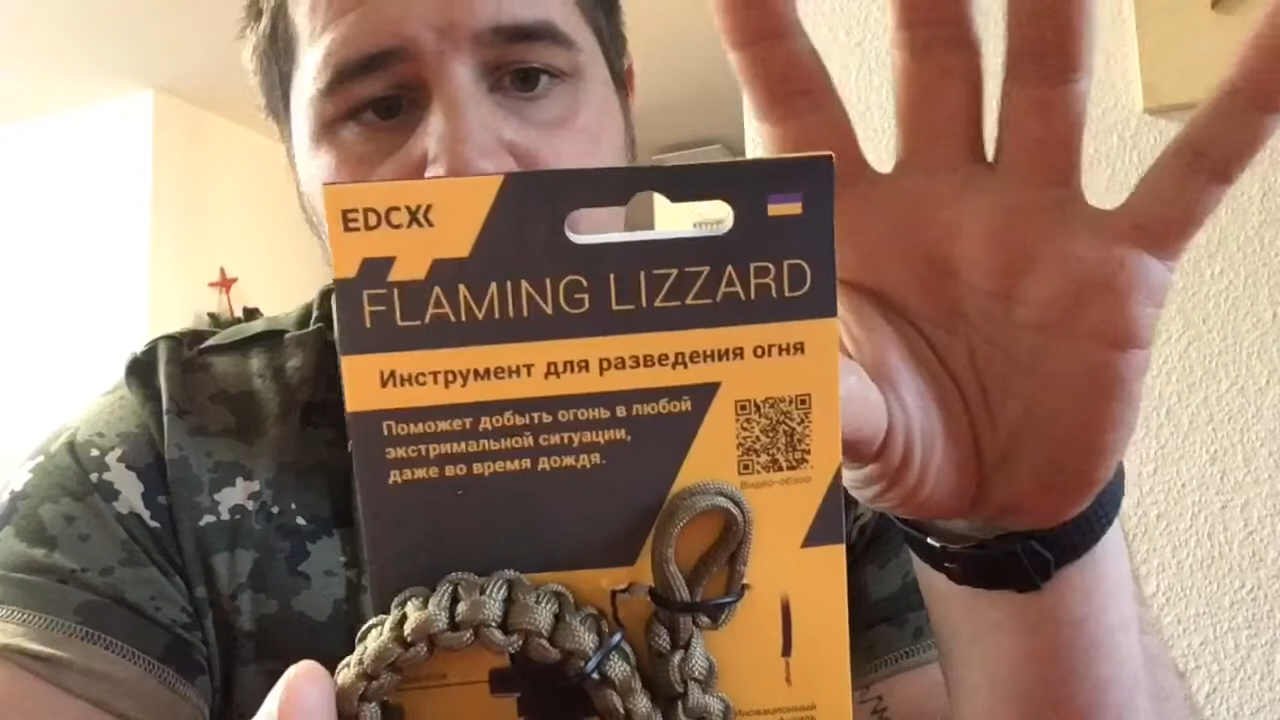 EDCX
FLAMING LIZZARD
Инструмент для разведения огня
Поможет добыть огонь в любой
экстримальной ситуации,
даже во время дождя.
Видео-обзор